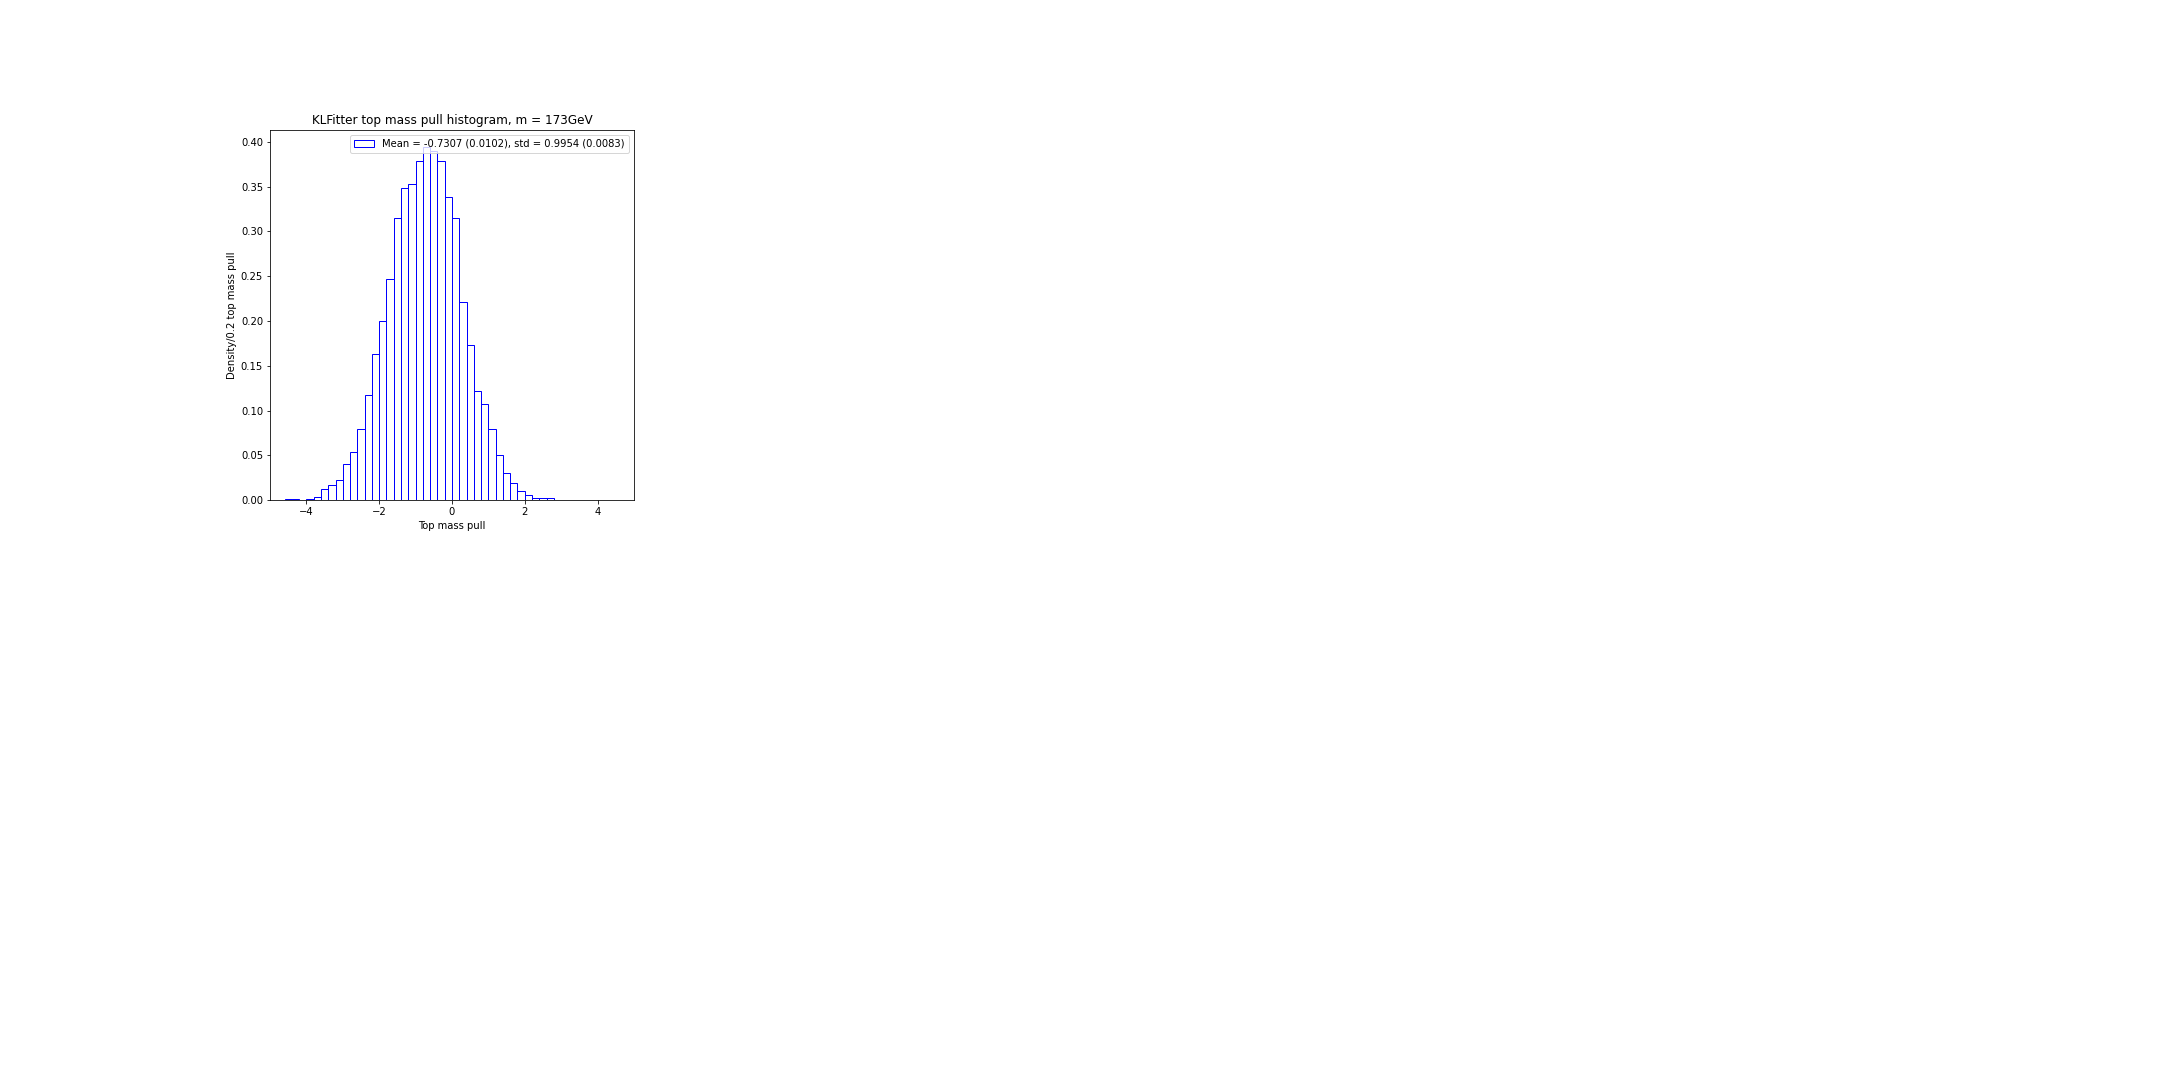 KLFitter top mass pull histogram, m = 173GeV
Mean = -0.7307 (0.0102), std = 0.9954 (0.0083)
Density/0.2 top mass pull
0.40
0.35
0.30
0.25
0.20
0.15
0.10
0.05
0.00
−4 −2 0 2 4
Top mass pull